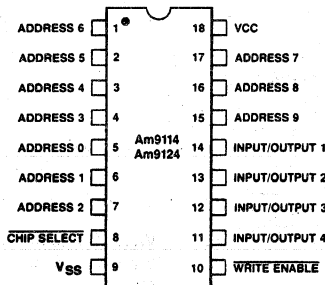 ADDRESS 6 1 18 VCC
ADDRESS 5 2 17 ADDRESS 7
ADDRESS 4 3 16 ADDRESS 8
ADDRESS 3 4 15 ADDRESS 9
ADDRESS 0 5 Am9114 14 INPUT/OUTPUT 1
Am9124
ADDRESS 1 6 13 INPUT/OUTPUT 2
ADDRESS 2 7 12 INPUT/OUTPUT 3
CHIP SELECT 8 11 INPUT/OUTPUT 4
VSS 9 10 WRITE ENABLE